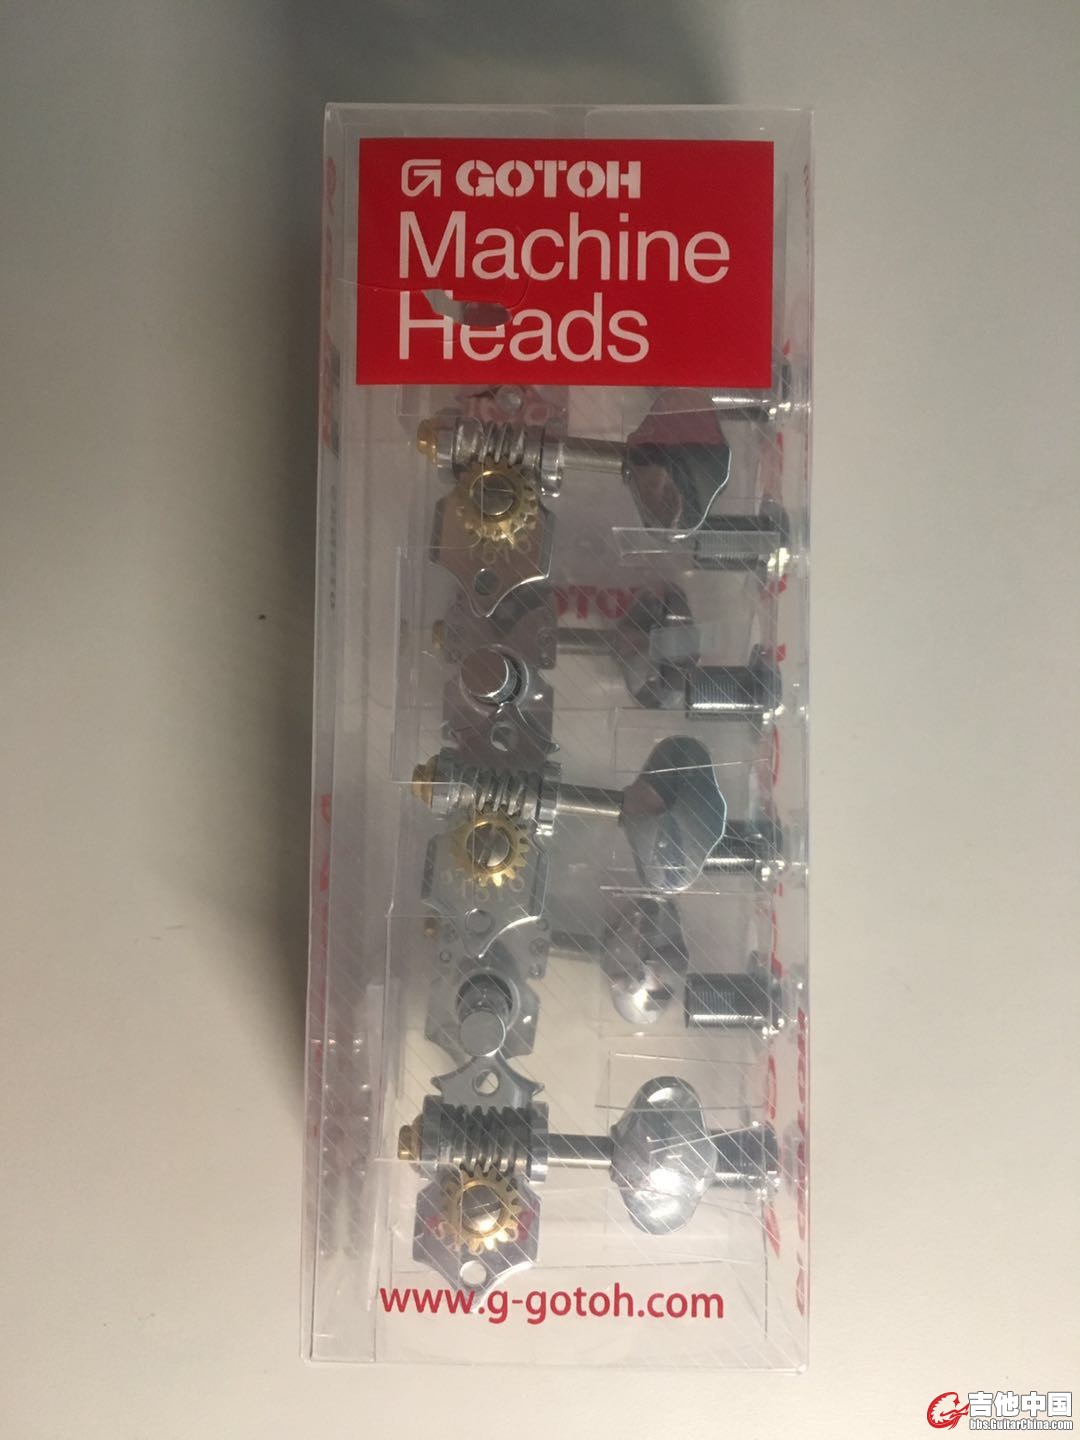 GOTOH
Machine
Heads
www.g-gotoh.com
吉他中国
bbs.GuitarChina.com